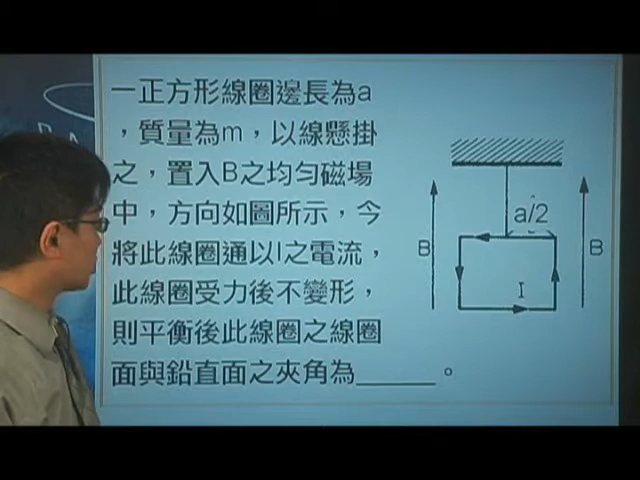 一正方形線圈邊長為a
，質量為m，以線懸掛
之，置入B之均勻磁場
中，方向如圖所示，今
將此線圈通以I之電流，
此線圈受力後不變形，
則平衡後此線圈之線圈
面與鉛直面之夾角為______。
a/2
B
B
I